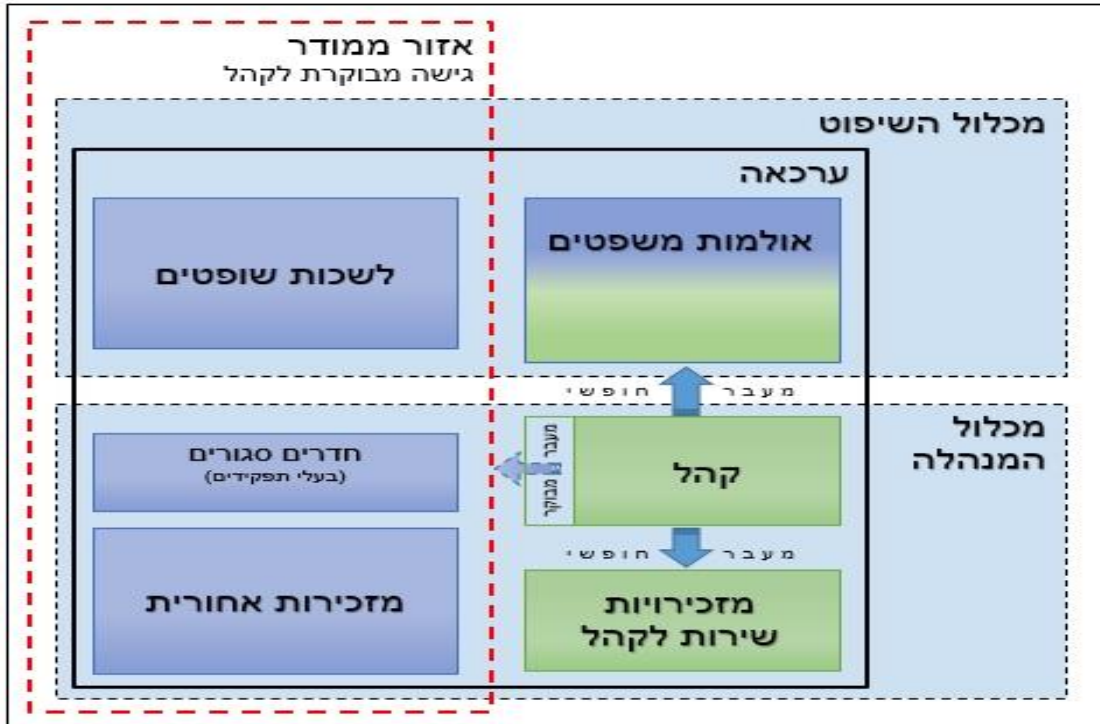 אזור ממודר
גישה מבוקרת לקהל
מכלול השיפוט
ערכאה
אולמות משפטים
לשכות שופטים
מעבר חופשי
מכלול
המנהלה
קהל
מעבר מבוקר
חדרים סגורים
(בעלי תפקידים)
מעבר חופשי
מזכירויות
שירות לקהל
מזכירות אחורית